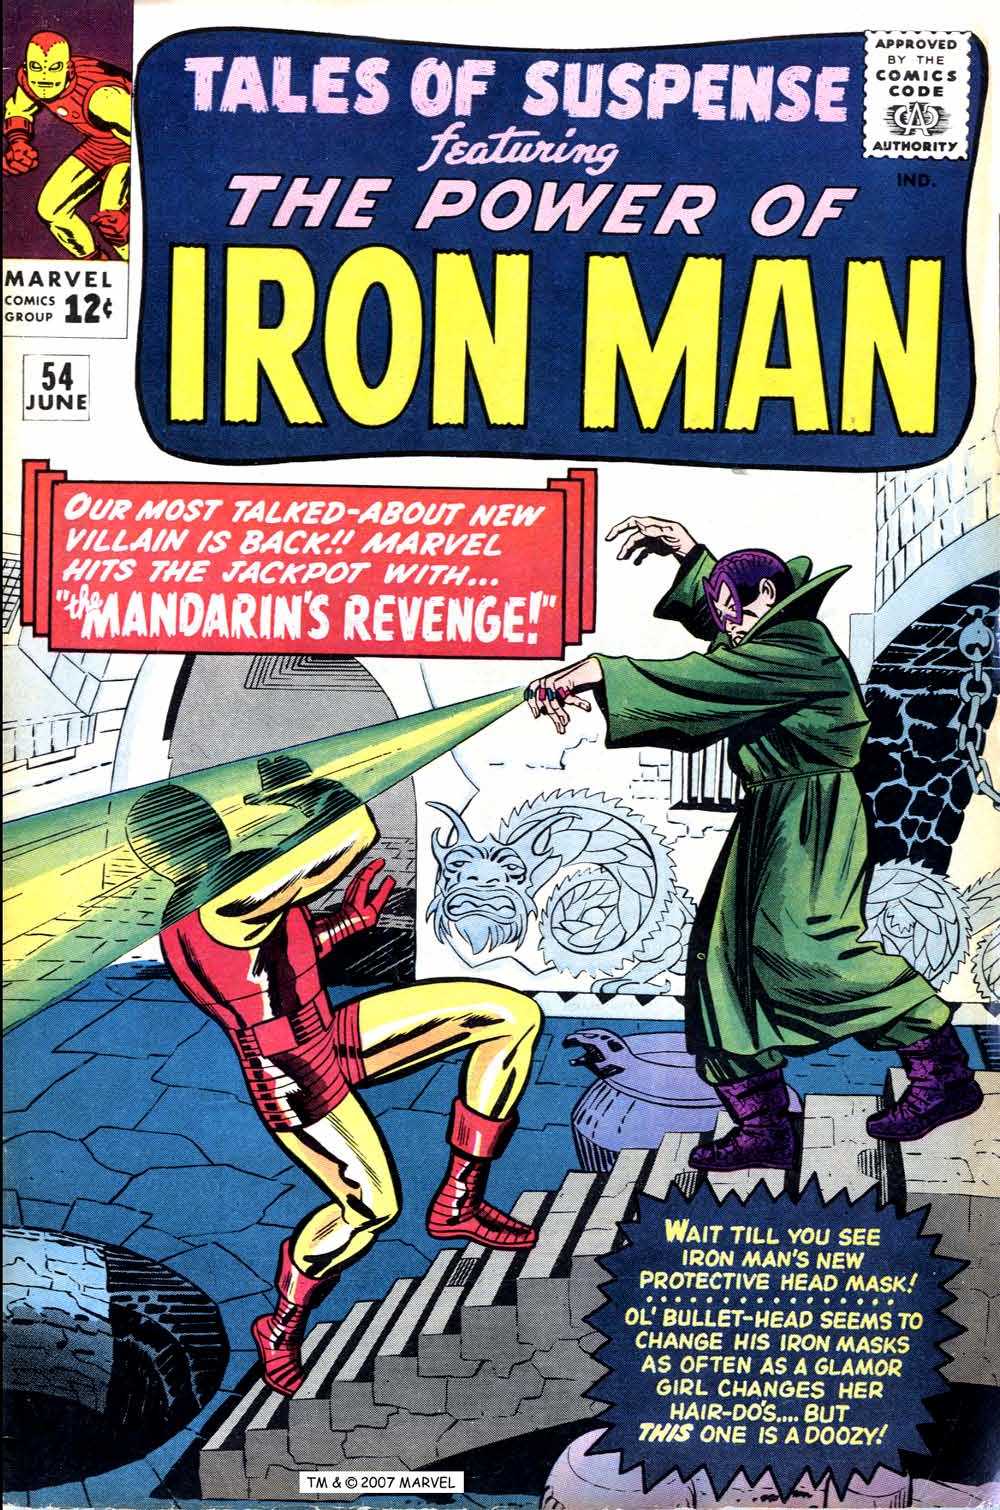 TALES OF SUSPENSE
featuring
THE POWER OF
IRON MAN
APPROVED
BY THE
COMICS
CODE
CA
AUTHORITY
IND.
MARVEL
COMICS
GROUP 12¢
54
JUNE
OUR MOST TALKED-ABOUT NEW
VILLAIN IS BACK!! MARVEL
HITS THE JACKPOT WITH...
"the MANDARIN'S REVENGE!"
WAIT TILL YOU SEE
IRON MAN'S NEW
PROTECTIVE HEAD MASK!
OL' BULLET-HEAD SEEMS TO
CHANGE HIS IRON MASKS
AS OFTEN AS A GLAMOR
GIRL CHANGES HER
HAIR-DO'S.... BUT
THIS ONE IS A DOOZY!
TM & © 2007 MARVEL